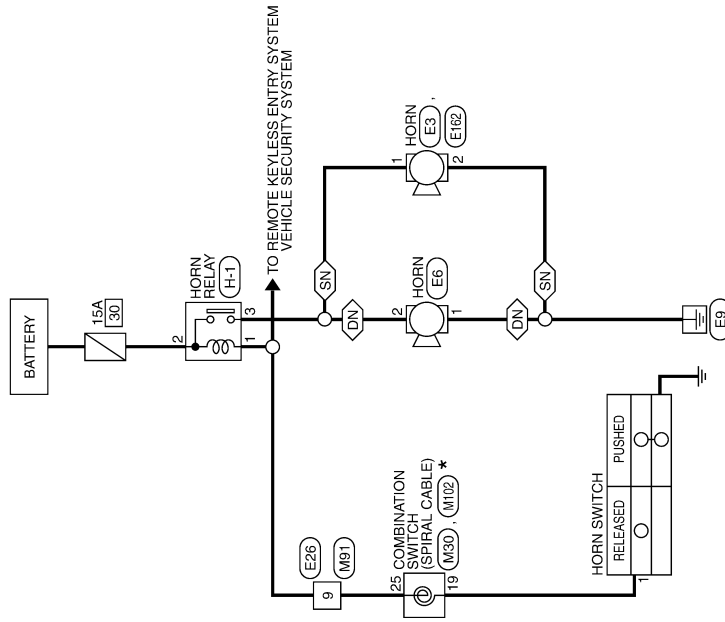 BATTERY
15A
30
HORN
RELAY
H-1
2
1
3
TO REMOTE KEYLESS ENTRY SYSTEM
VEHICLE SECURITY SYSTEM
SN
DN
HORN
E3 ,
E162
1
2
HORN
E6
2
1
SN
DN
E9
E26
M91
9
COMBINATION
SWITCH
(SPIRAL CABLE)
M30 , M102 *
25
19
HORN SWITCH
RELEASED
PUSHED
1